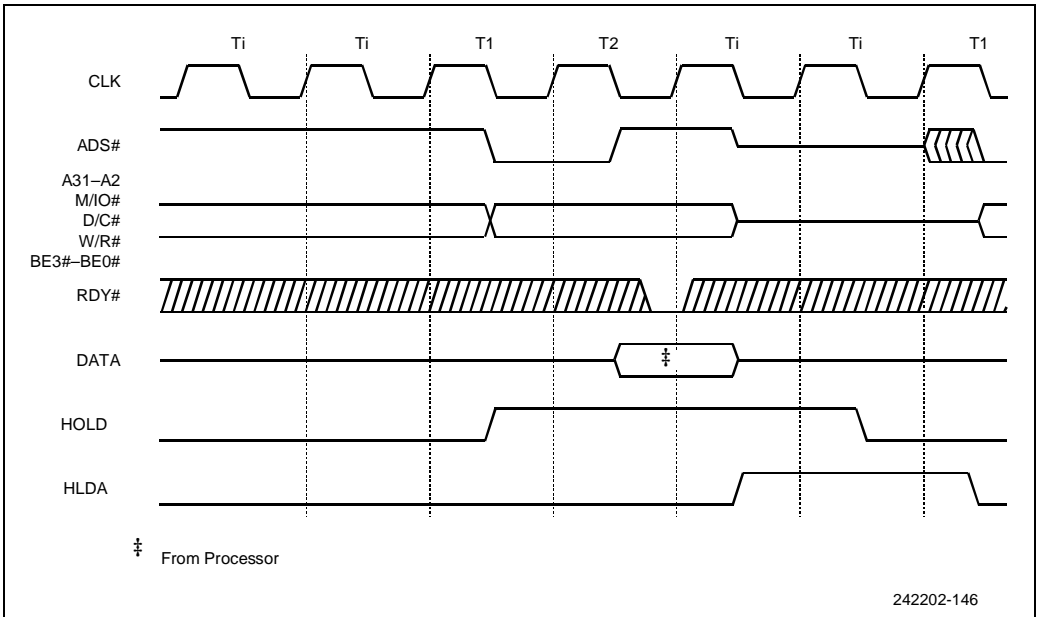 Ti Ti T1 T2 Ti Ti T1
CLK
ADS#
A31–A2
M/IO#
D/C#
W/R#
BE3#–BE0#
RDY#
DATA ‡
HOLD
HLDA
‡ From Processor
242202-146